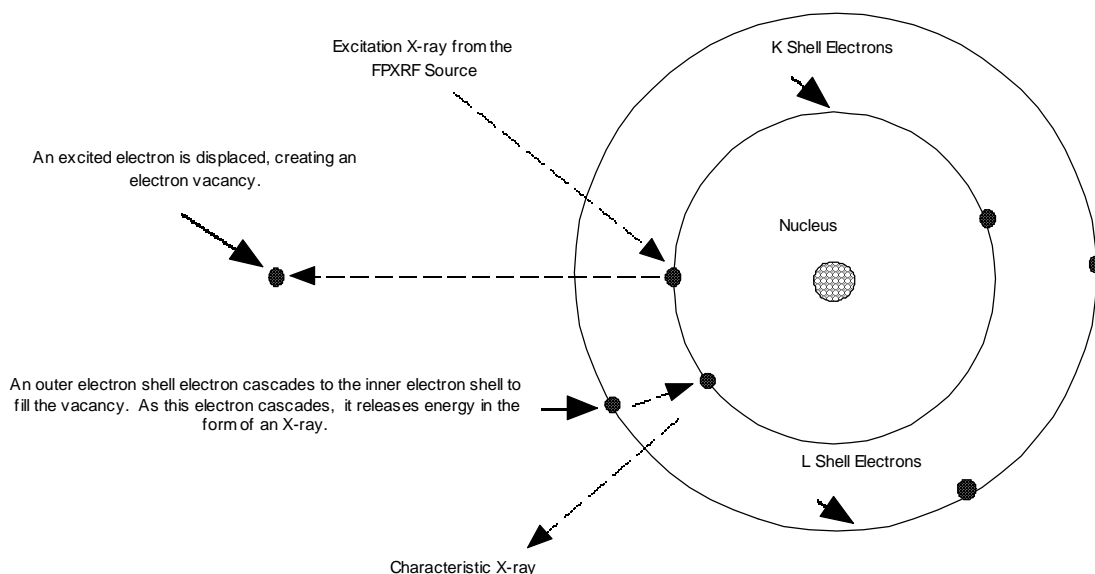 Excitation X-ray from the
FPXRF Source
K Shell Electrons
An excited electron is displaced, creating an
electron vacancy.
Nucleus
An outer electron shell electron cascades to the inner electron shell to
fill the vacancy. As this electron cascades, it releases energy in the
form of an X-ray.
L Shell Electrons
Characteristic X-ray